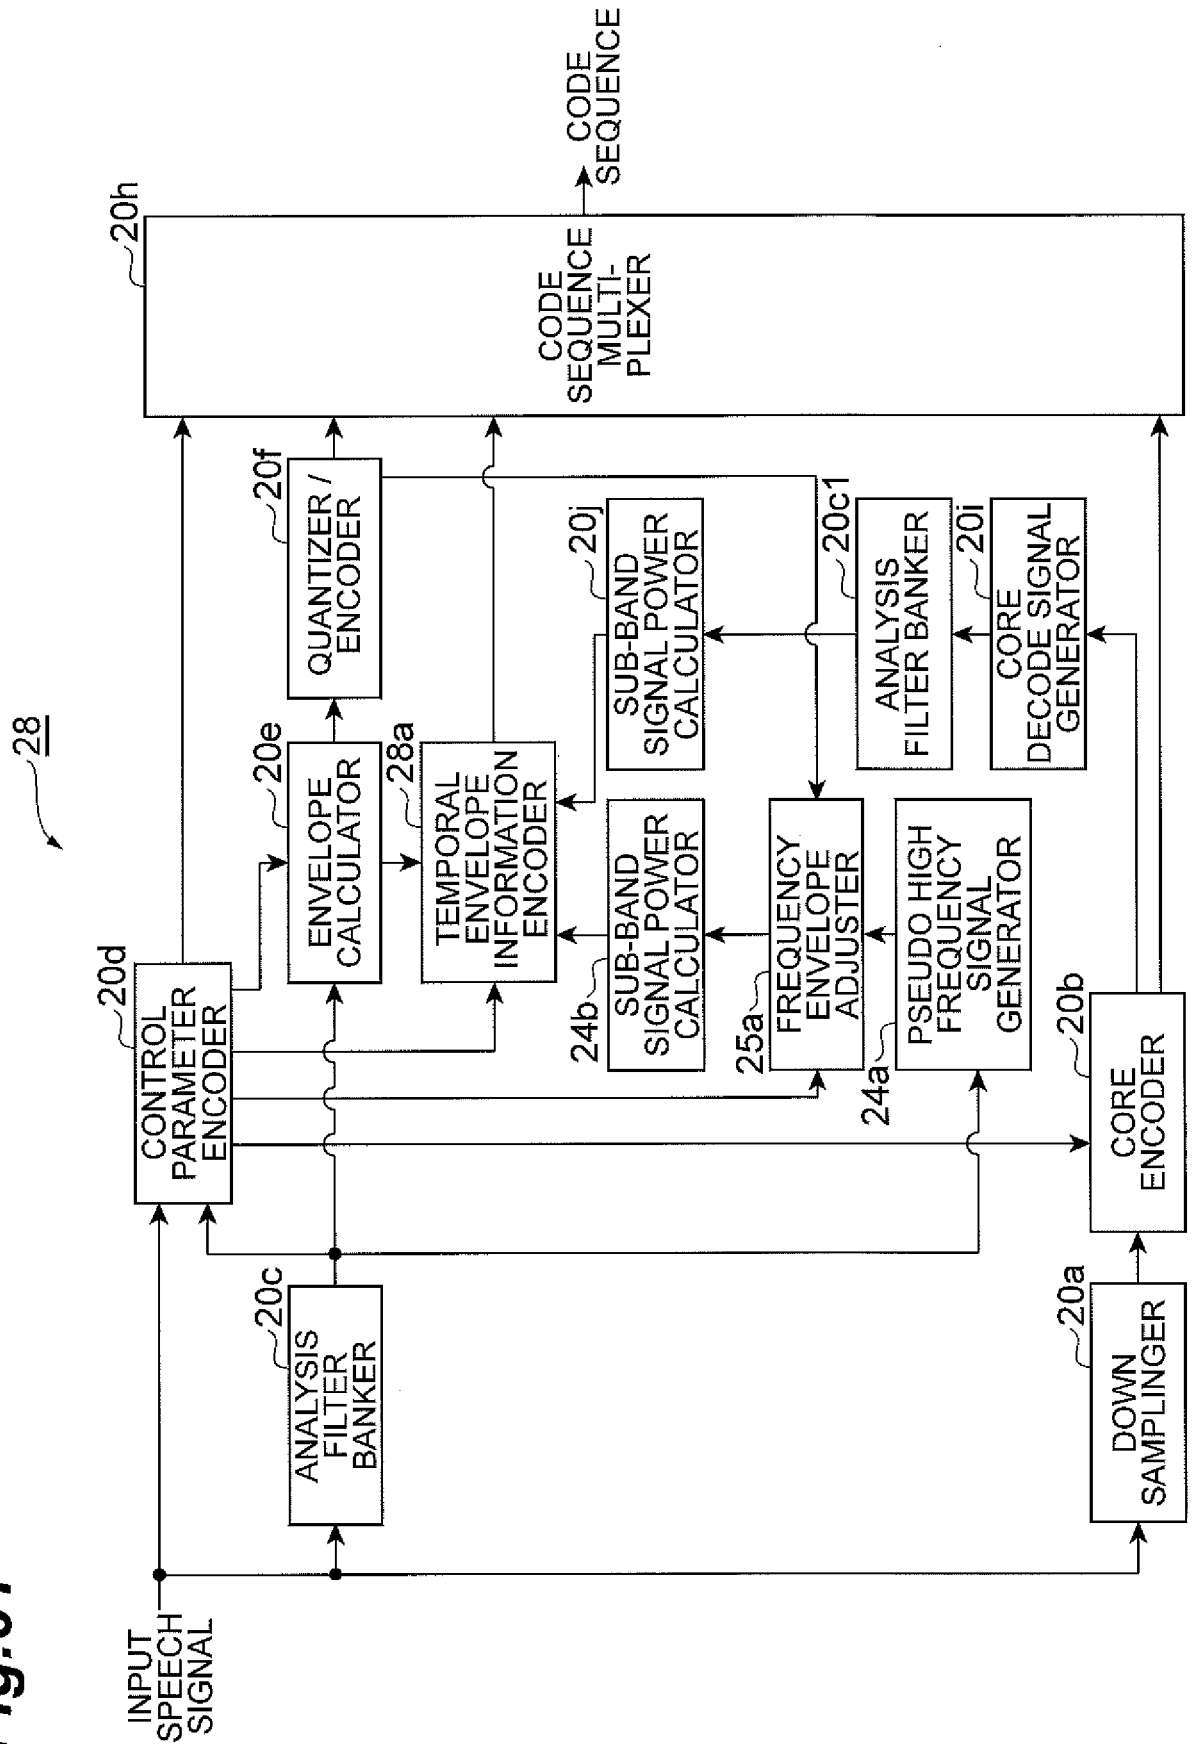 28
INPUT
SPEECH
SIGNAL
20d
CONTROL
PARAMETER
ENCODER
20h
CODE
SEQUENCE
MULTI-
PLEXER
CODE
SEQUENCE
20c
ANALYSIS
FILTER
BANKER
20e
ENVELOPE
CALCULATOR
20f
QUANTIZER /
ENCODER
28a
TEMPORAL
ENVELOPE
INFORMATION
ENCODER
24b
SUB-BAND
SIGNAL POWER
CALCULATOR
20j
SUB-BAND
SIGNAL POWER
CALCULATOR
25a
FREQUENCY
ENVELOPE
ADJUSTER
20c1
ANALYSIS
FILTER BANKER
24a
PSEUDO HIGH
FREQUENCY
SIGNAL
GENERATOR
20i
CORE
DECODE SIGNAL
GENERATOR
20a
DOWN
SAMPLINGER
20b
CORE
ENCODER